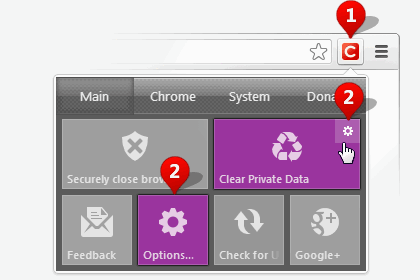 1
C
Main Chrome System Dona
2
Securely close brow
Clear Private Data
2
Feedback
Options...
Check for U
Google+